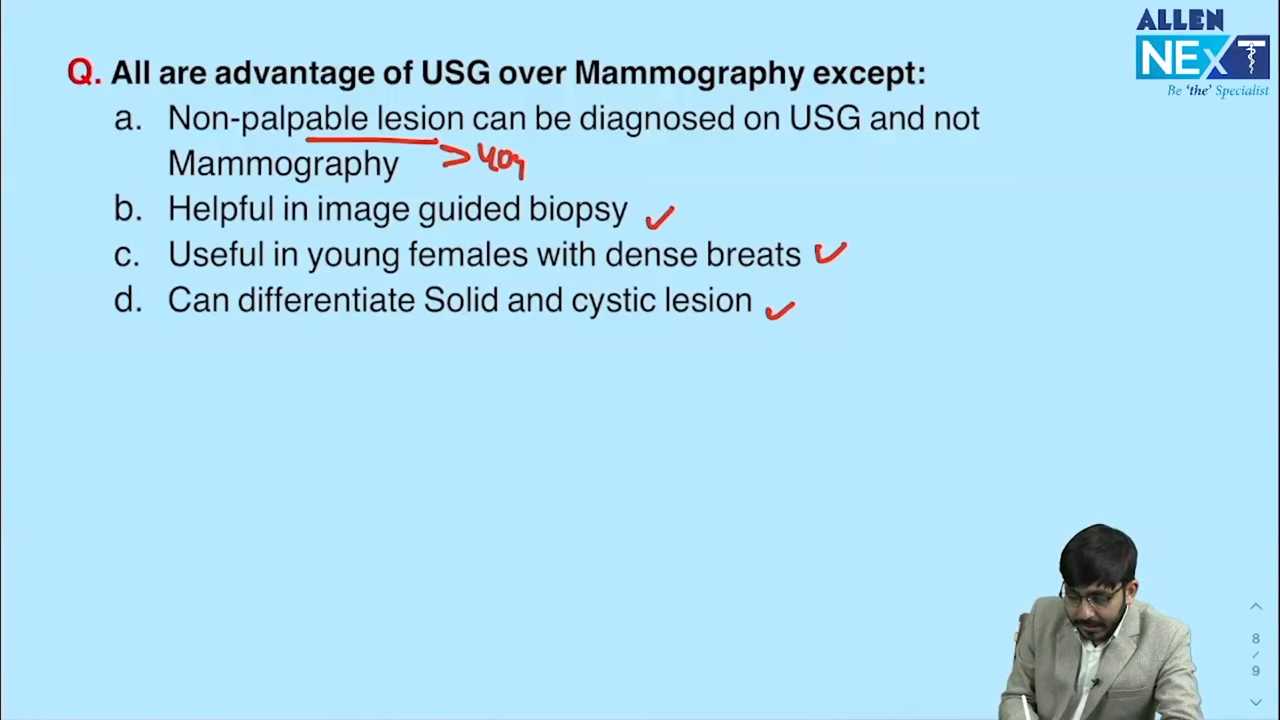 ALLEN
NEXT
Be 'the' Specialist
Q. All are advantage of USG over Mammography except:
a. Non-palpable lesion can be diagnosed on USG and not
Mammography >40y
b. Helpful in image guided biopsy
c. Useful in young females with dense breats
d. Can differentiate Solid and cystic lesion
8
/
9